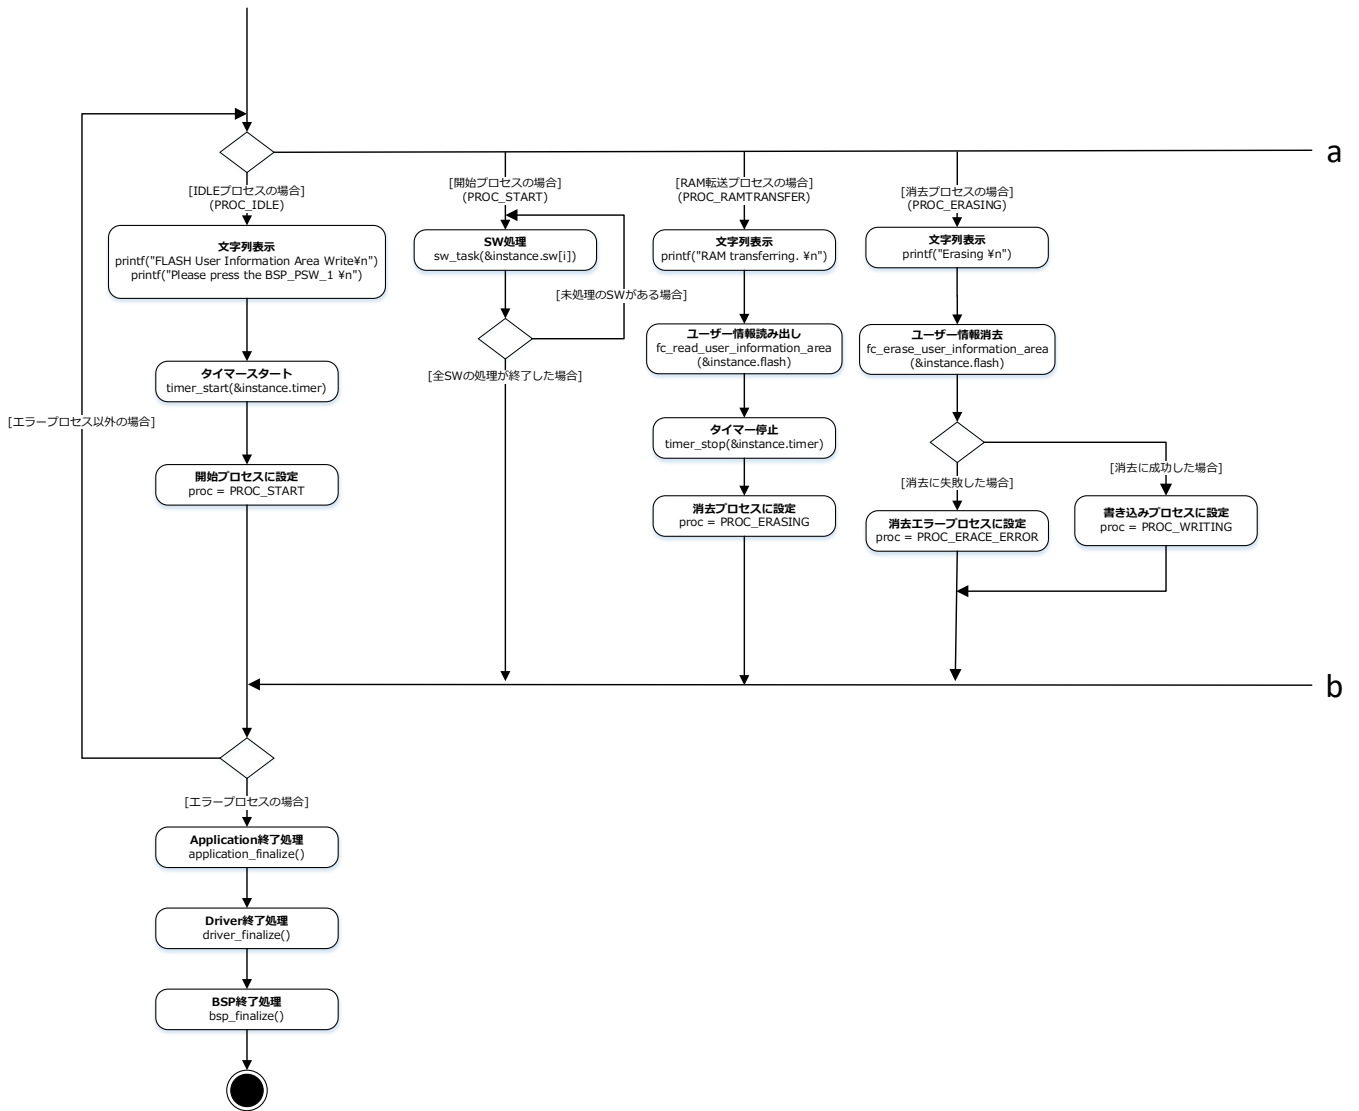 a
[IDLEプロセスの場合]
(PROC_IDLE)
文字列表示
printf("FLASH User Information Area Write¥n")
printf("Please press the BSP_PSW_1 ¥n")
タイマースタート
timer_start(&instance.timer)
開始プロセスに設定
proc = PROC_START
[エラープロセス以外の場合]
[開始プロセスの場合]
(PROC_START)
SW処理
sw_task(&instance.sw[i])
[未処理のSWがある場合]
[全SWの処理が終了した場合]
[RAM転送プロセスの場合]
(PROC_RAMTRANSFER)
文字列表示
printf("RAM transferring. ¥n")
ユーザー情報読み出し
fc_read_user_information_area
(&instance.flash)
タイマー停止
timer_stop(&instance.timer)
消去プロセスに設定
proc = PROC_ERASING
[消去プロセスの場合]
(PROC_ERASING)
文字列表示
printf("Erasing ¥n")
ユーザー情報消去
fc_erase_user_information_area
(&instance.flash)
[消去に失敗した場合]
消去エラープロセスに設定
proc = PROC_ERACE_ERROR
[消去に成功した場合]
書き込みプロセスに設定
proc = PROC_WRITING
b
[エラープロセスの場合]
Application終了処理
application_finalize()
Driver終了処理
driver_finalize()
BSP終了処理
bsp_finalize()